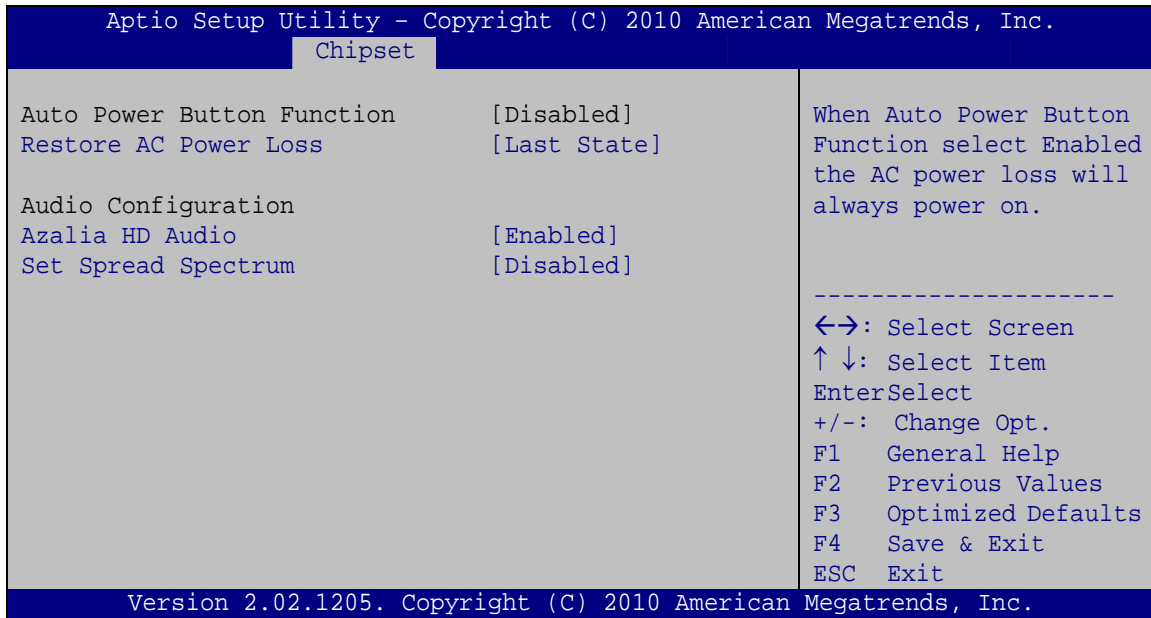 Aptio Setup Utility – Copyright (C) 2010 American Megatrends, Inc.
Chipset
Auto Power Button Function [Disabled]
Restore AC Power Loss [Last State]
Audio Configuration
Azalia HD Audio [Enabled]
Set Spread Spectrum [Disabled]
When Auto Power Button
Function select Enabled
the AC power loss will
always power on.
---------------------
←→: Select Screen
↑ ↓: Select Item
EnterSelect
+/-: Change Opt.
F1 General Help
F2 Previous Values
F3 Optimized Defaults
F4 Save & Exit
ESC Exit
Version 2.02.1205. Copyright (C) 2010 American Megatrends, Inc.